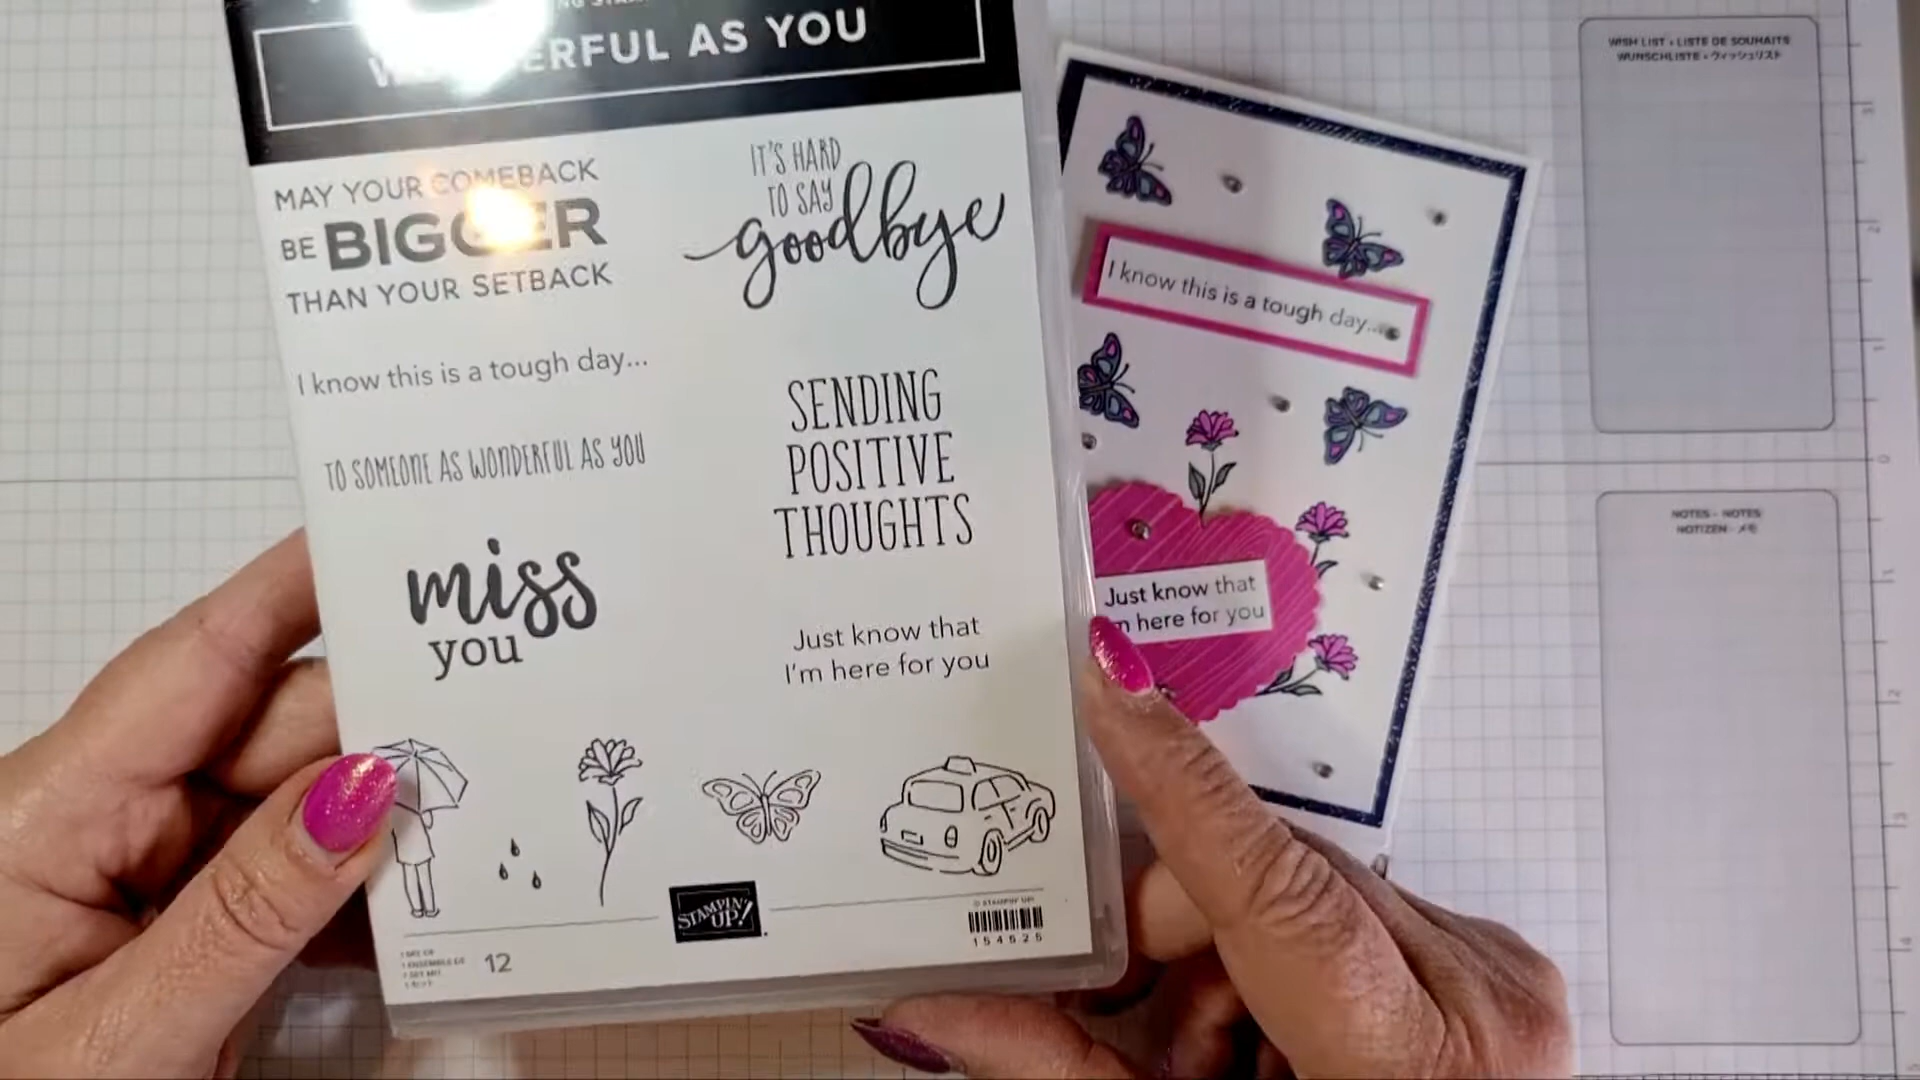 ERFUL AS YOU
MAY YOUR COMEBACK
BE BIGGER
THAN YOUR SETBACK
IT'S HARD
TO SAY
goodbye
I know this is a tough day...
TO SOMEONE AS WONDERFUL AS YOU
SENDING
POSITIVE
THOUGHTS
miss
you
Just know that
I'm here for you
STAMPIN'
UP!
12
© STAMPIN' UP!
154525
I know this is a tough day...
Just know that
m here for you
WISH LIST • LISTE DE SOUHAITS
WUNSCHLISTE • ウィッシュリスト
NOTES • NOTES
NOTIZEN • メモ